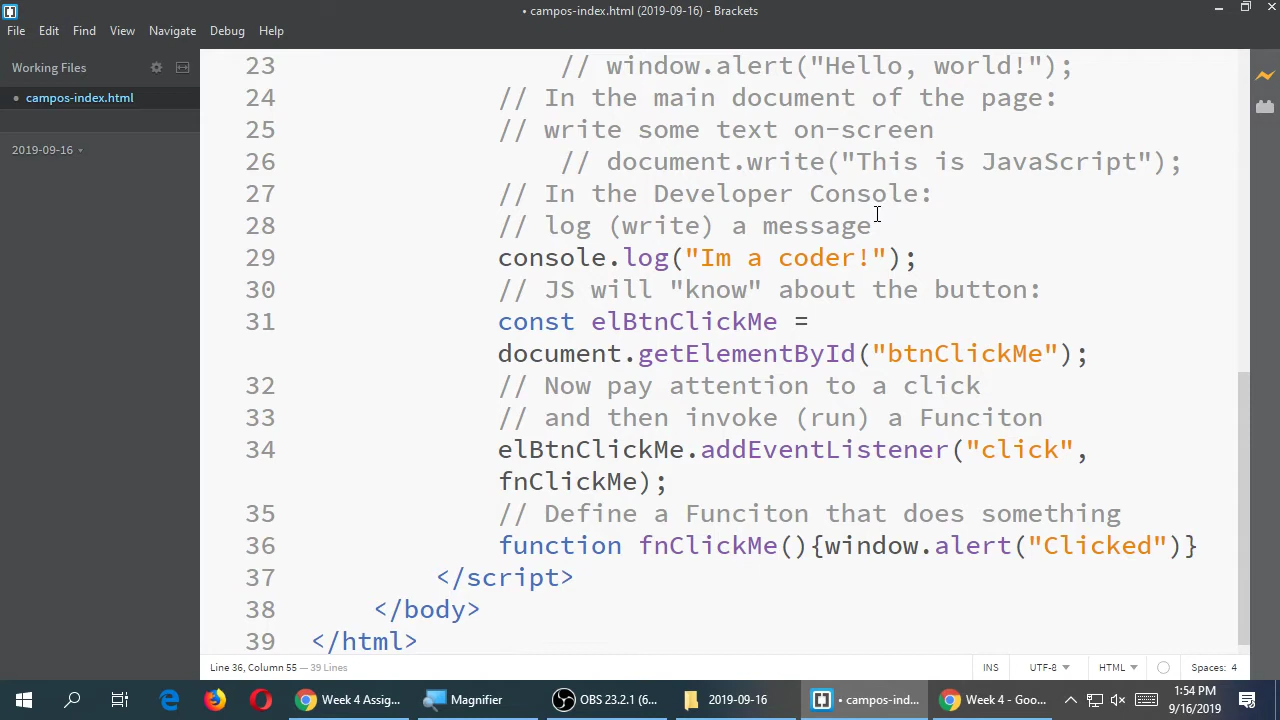 • campos-index.html (2019-09-16) - Brackets
File Edit Find View Navigate Debug Help
Working Files
• campos-index.html
2019-09-16
23 // window.alert("Hello, world!");
24 // In the main document of the page:
25 // write some text on-screen
26 // document.write("This is JavaScript");
27 // In the Developer Console:
28 // log (write) a message
29 console.log("Im a coder!");
30 // JS will "know" about the button:
31 const elBtnClickMe =
document.getElementById("btnClickMe");
32 // Now pay attention to a click
33 // and then invoke (run) a Funciton
34 elBtnClickMe.addEventListener("click",
fnClickMe);
35 // Define a Funciton that does something
36 function fnClickMe(){window.alert("Clicked")}
37 </script>
38 </body>
39 </html>
Line 36, Column 55 — 39 Lines
INS UTF-8 HTML Spaces: 4
Week 4 Assig... Magnifier OBS 23.2.1 (6... 2019-09-16 • campos-ind... Week 4 - Goo...
1:54 PM
9/16/2019